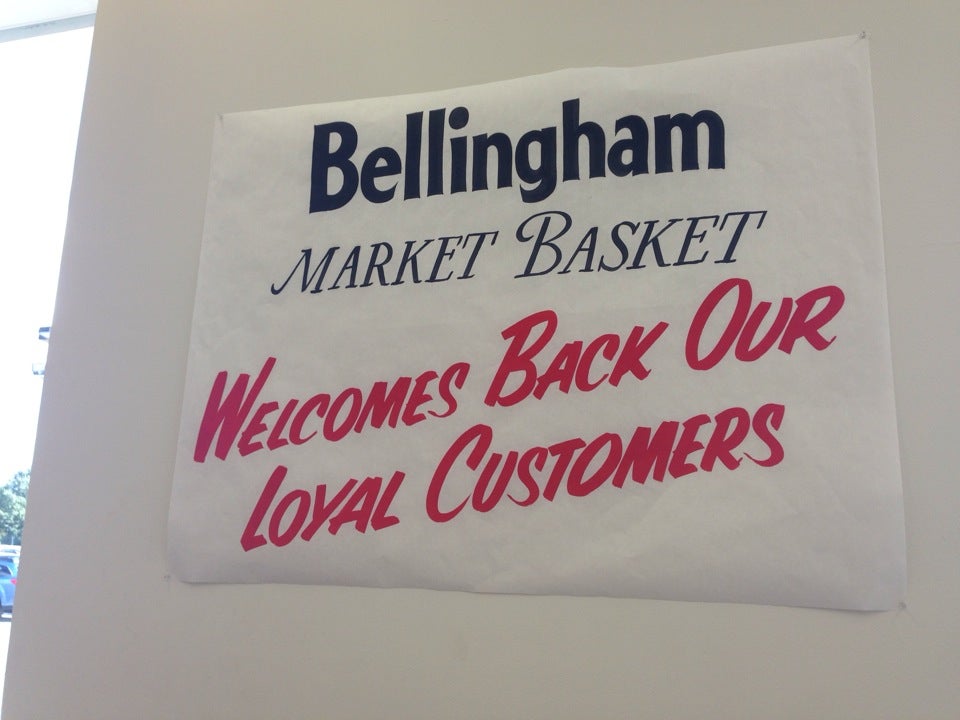 Bellingham
MARKET BASKET
WELCOMES BACK OUR
LOYAL CUSTOMERS